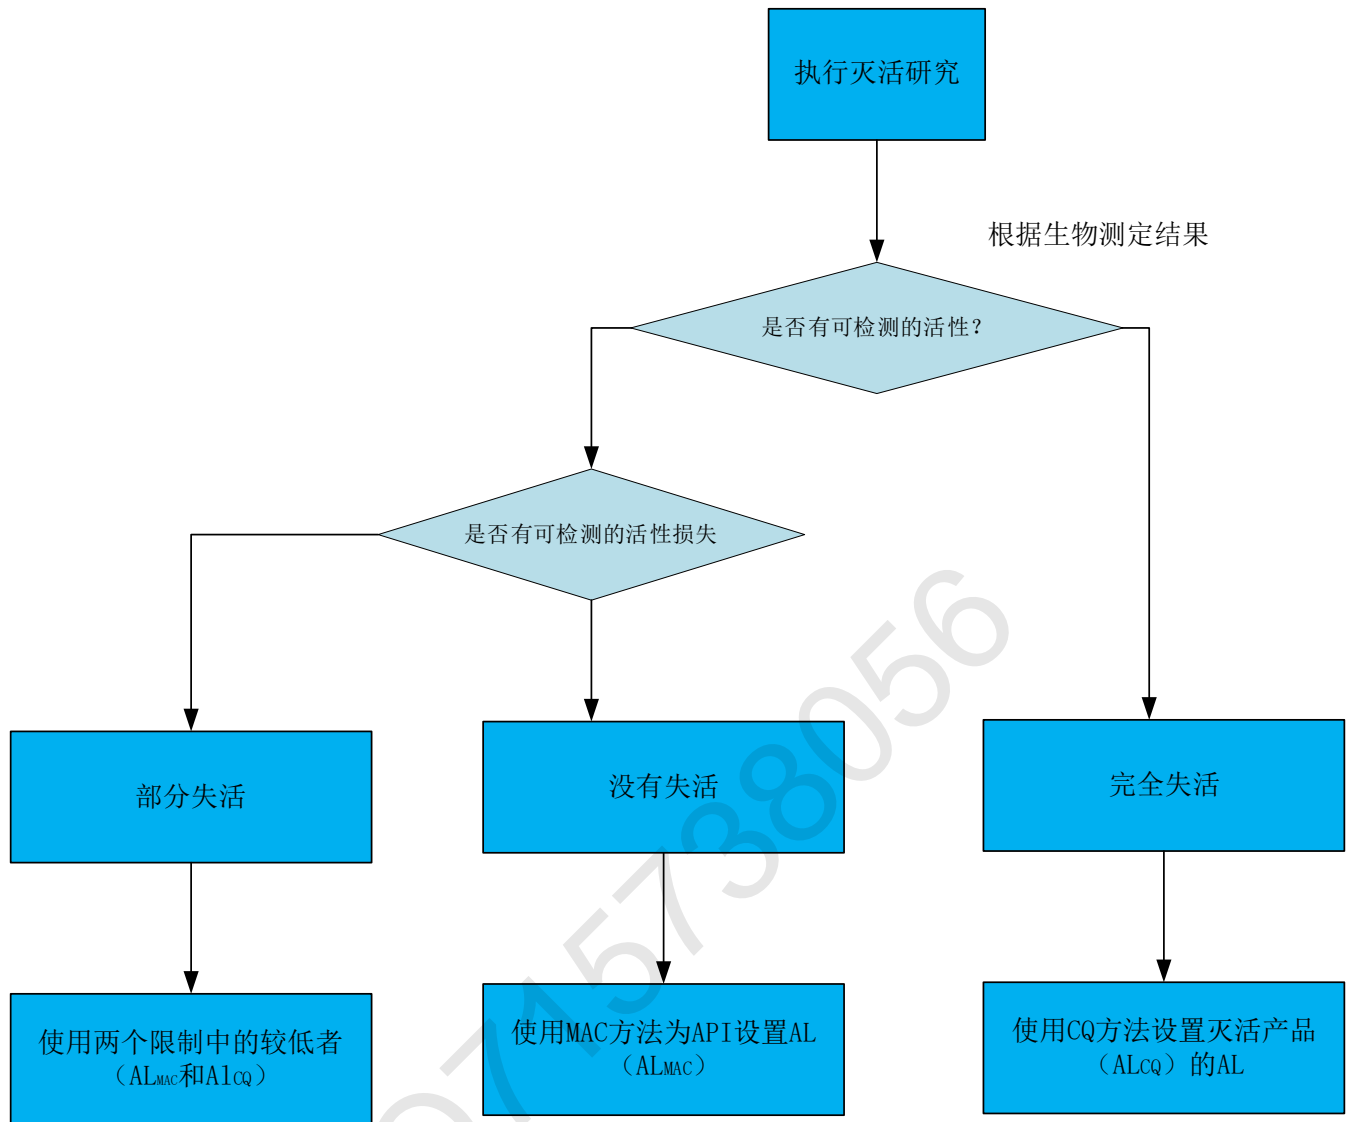 执行灭活研究
根据生物测定结果
是否有可检测的活性？
是否有可检测的活性损失
部分失活
没有失活
完全失活
使用两个限制中的较低者
（ALMAC和AlCQ）
使用MAC方法为API设置AL
（ALMAC）
使用CQ方法设置灭活产品
（ALCQ）的AL